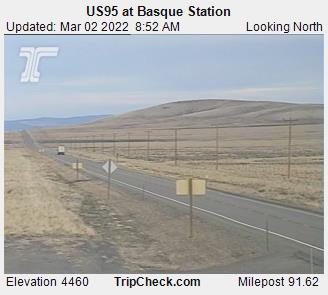 US95 at Basque Station
Updated: Mar 02 2022 8:52 AM Looking North
Elevation 4460 TripCheck.com Milepost 91.62